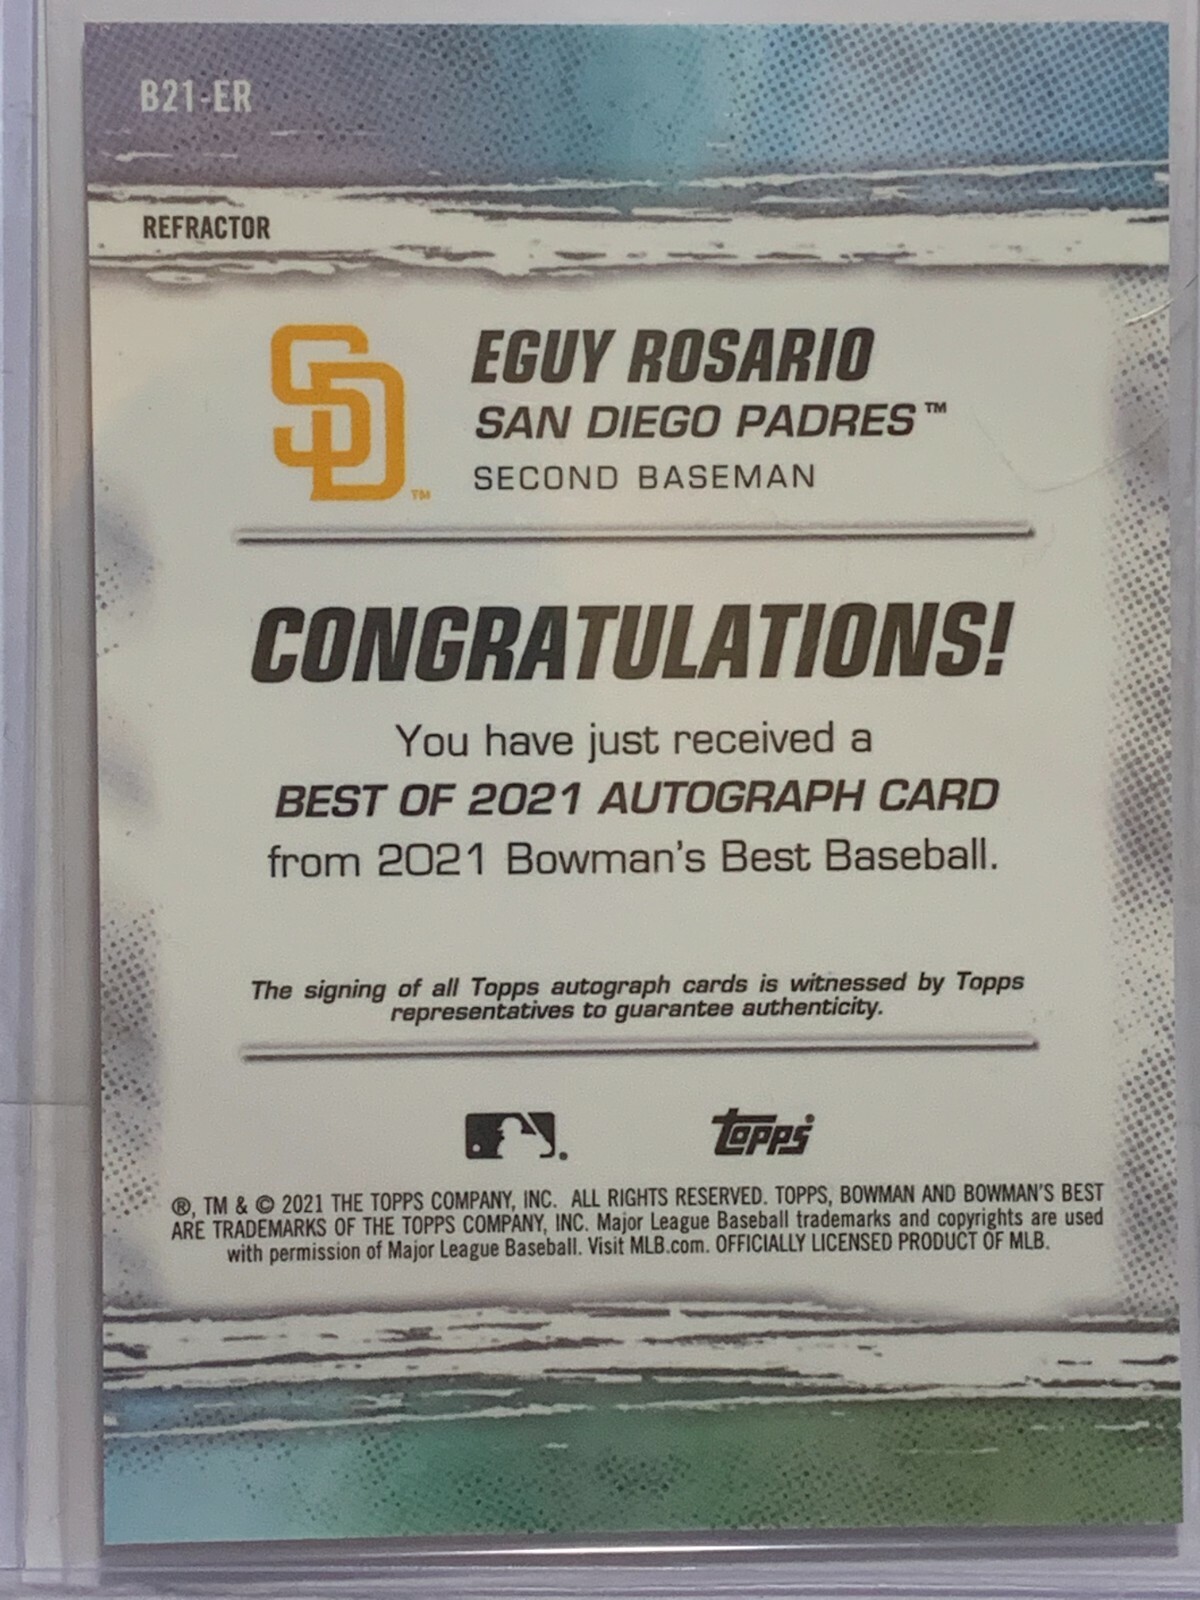 B21-ER
REFRACTOR
SD™
EGUY ROSARIO
SAN DIEGO PADRES™
SECOND BASEMAN
CONGRATULATIONS!
You have just received a
BEST OF 2021 AUTOGRAPH CARD
from 2021 Bowman's Best Baseball.
The signing of all Topps autograph cards is witnessed by Topps
representatives to guarantee authenticity.
Topps
®, TM & © 2021 THE TOPPS COMPANY, INC. ALL RIGHTS RESERVED. TOPPS, BOWMAN AND BOWMAN'S BEST
ARE TRADEMARKS OF THE TOPPS COMPANY, INC. Major League Baseball trademarks and copyrights are used
with permission of Major League Baseball. Visit MLB.com. OFFICIALLY LICENSED PRODUCT OF MLB.